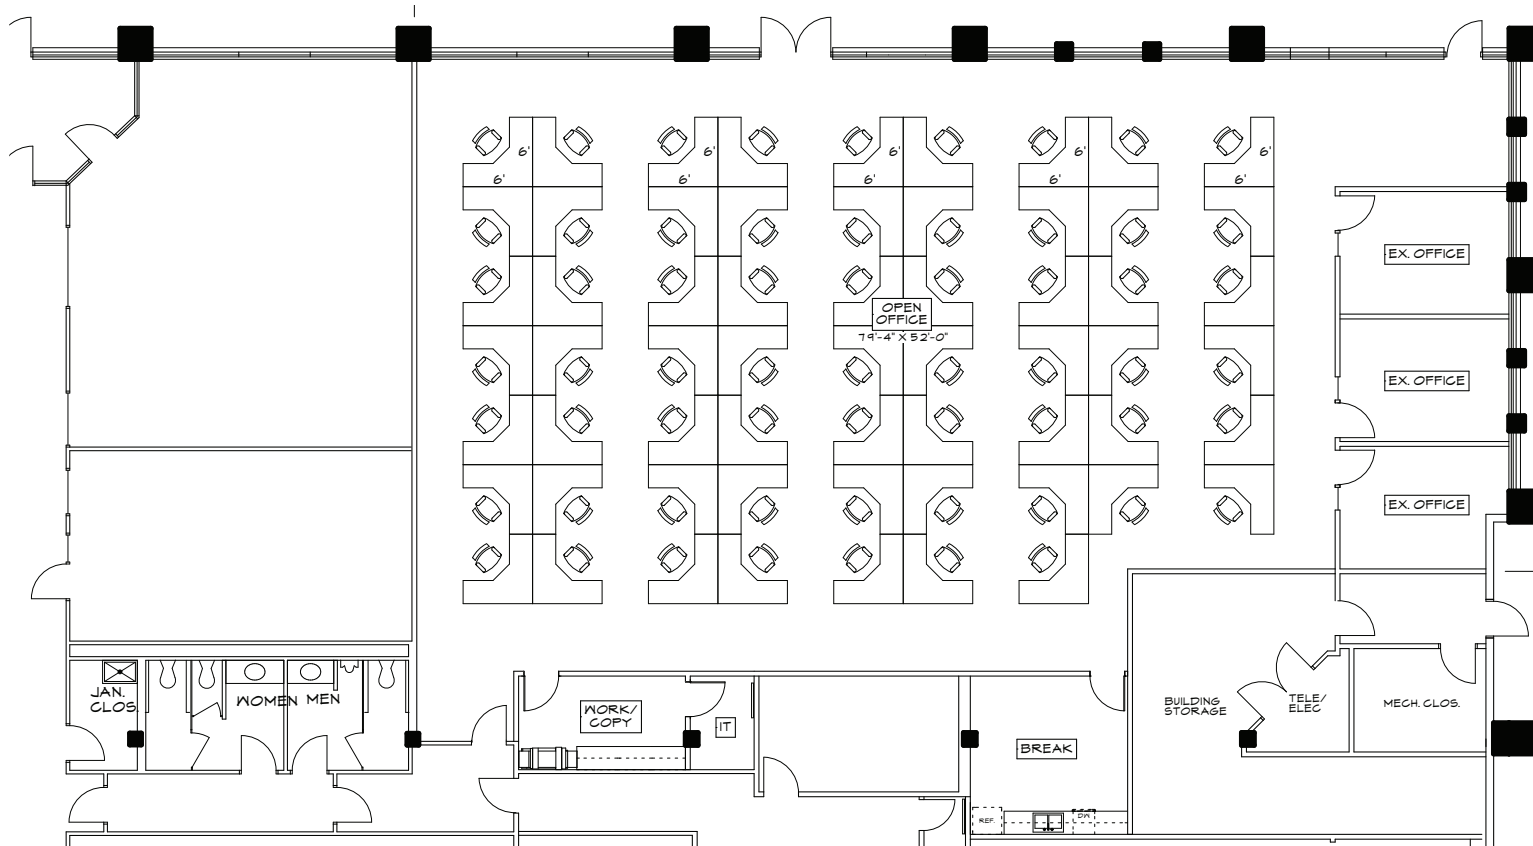 6'
6'
6'
6'
6'
6'
6'
6'
6'
6'
EX. OFFICE
OPEN
OFFICE
79'-4" X 52'-0"
EX. OFFICE
EX. OFFICE
JAN.
CLOS.
WOMEN
MEN
WORK/
COPY
IT
BREAK
BUILDING
STORAGE
TELE/
ELEC
MECH. CLOS.
REF.
DW